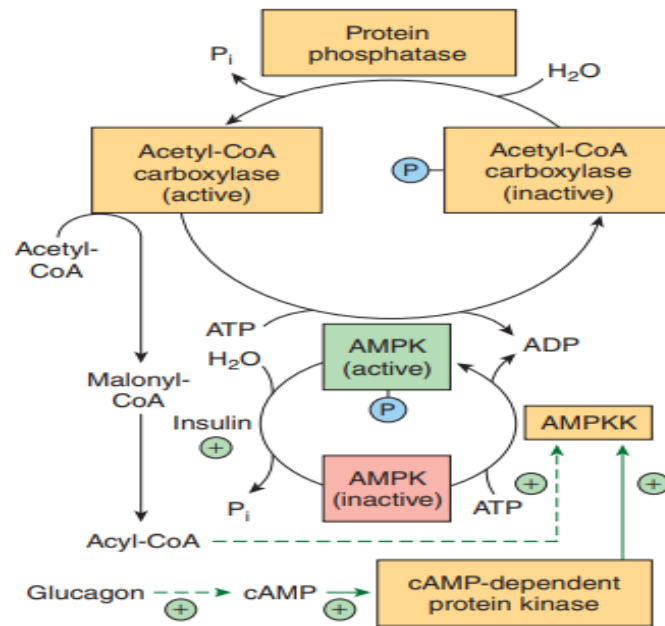 Protein
phosphatase
Pi
H2O
Acetyl-CoA
carboxylase
(active)
P
Acetyl-CoA
carboxylase
(inactive)
Acetyl-
CoA
ATP
ADP
H2O
AMPK
(active)
P
Malonyl-
CoA
Insulin
+
AMPKK
AMPK
(inactive)
Pi
ATP
+
+
Acyl-CoA
Glucagon
+
cAMP
+
cAMP-dependent
protein kinase